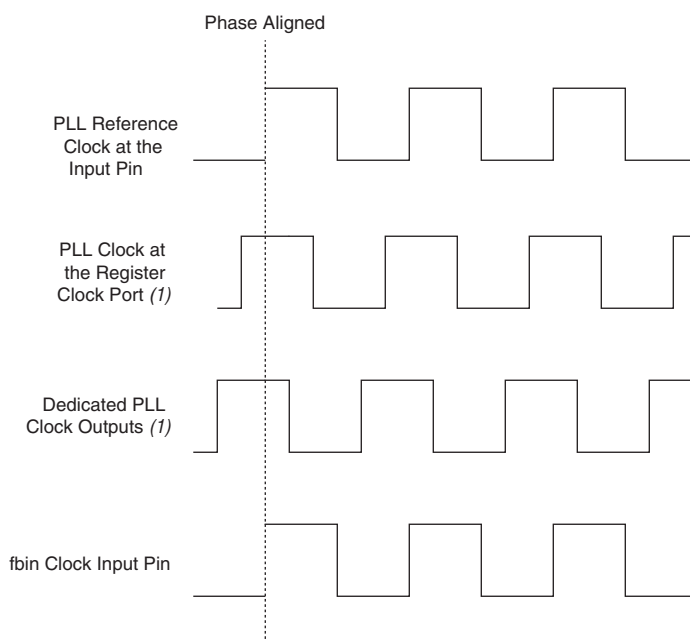 Phase Aligned
PLL Reference
Clock at the
Input Pin
PLL Clock at
the Register
Clock Port (1)
Dedicated PLL
Clock Outputs (1)
fbin Clock Input Pin